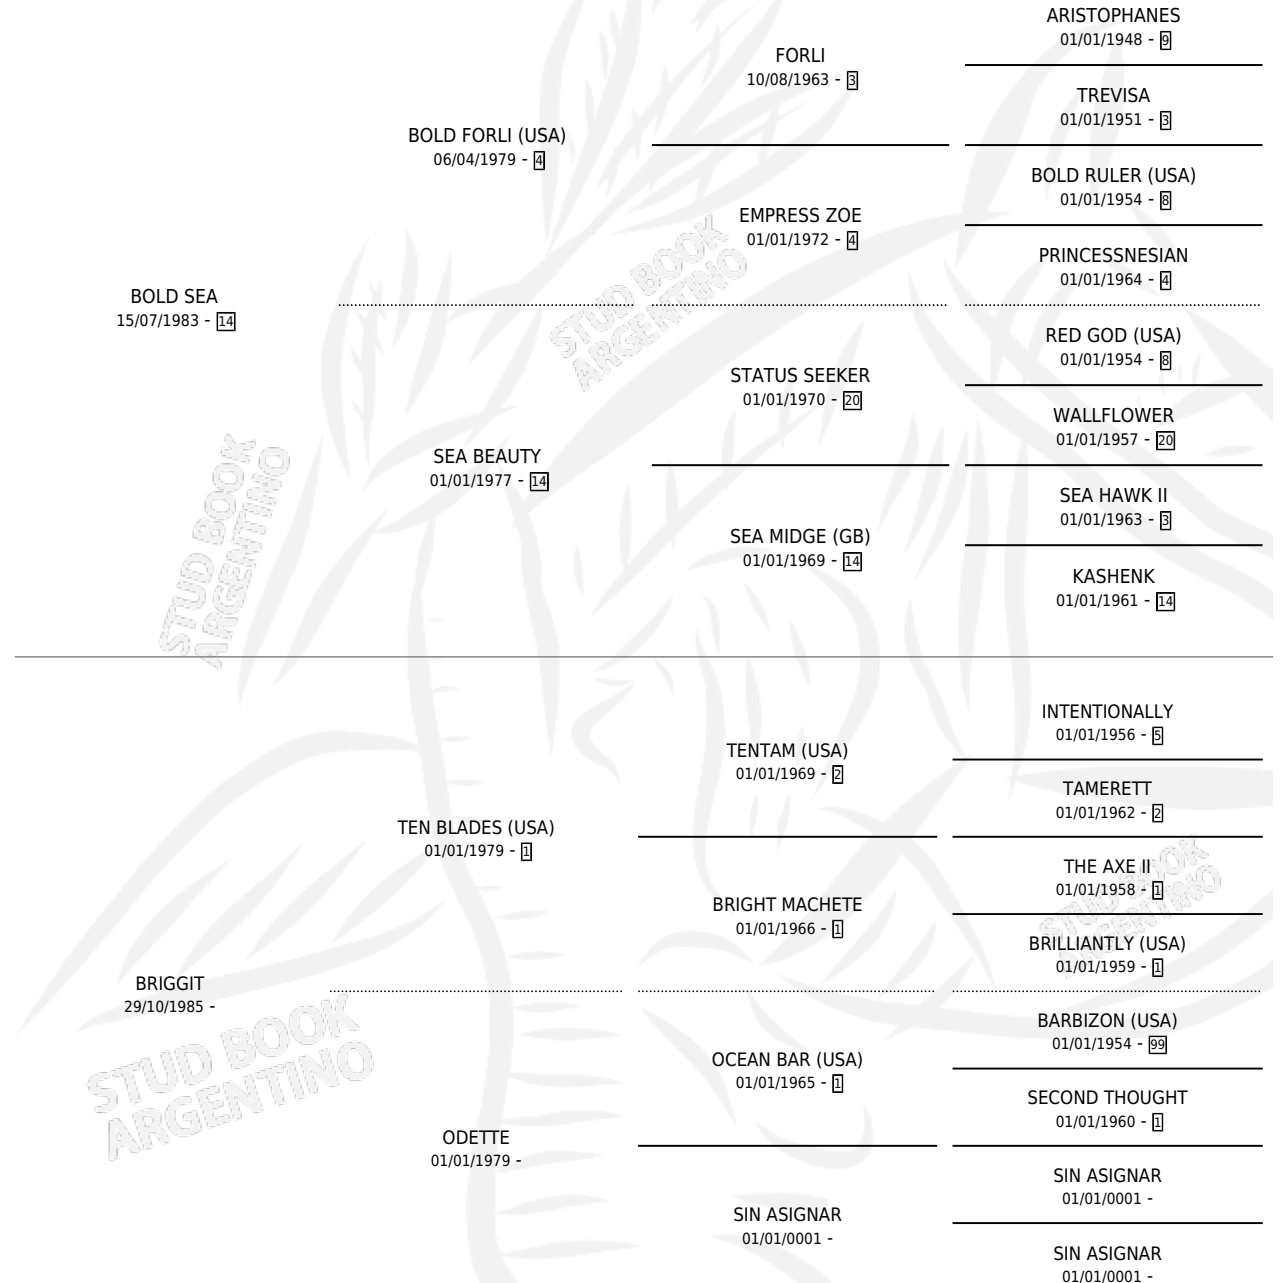 ARISTOPHANES
01/01/1948 - 9
FORLI
10/08/1963 - 3
TREVISA
01/01/1951 - 3
BOLD FORLI (USA)
06/04/1979 - 4
BOLD RULER (USA)
01/01/1954 - 8
EMPRESS ZOE
01/01/1972 - 4
PRINCESSNESIAN
01/01/1964 - 4
STUD BOOK
ARGENTINO
BOLD SEA
15/07/1983 - 14
RED GOD (USA)
01/01/1954 - 8
STATUS SEEKER
01/01/1970 - 20
WALLFLOWER
01/01/1957 - 20
SEA BEAUTY
01/01/1977 - 14
SEA HAWK II
01/01/1963 - 3
SEA MIDGE (GB)
01/01/1969 - 14
KASHENK
01/01/1961 - 14
STUD BOOK
ARGENTINO
INTENTIONALLY
01/01/1956 - 5
TENTAM (USA)
01/01/1969 - 2
TAMERETT
01/01/1962 - 2
TEN BLADES (USA)
01/01/1979 - 1
THE AXE II
01/01/1958 - 1
BRIGHT MACHETE
01/01/1966 - 1
BRILLIANTLY (USA)
01/01/1959 - 1
STUD BOOK
ARGENTINO
BRIGGIT
29/10/1985 -
BARBIZON (USA)
01/01/1954 - 99
OCEAN BAR (USA)
01/01/1965 - 1
SECOND THOUGHT
01/01/1960 - 1
STUD BOOK
ARGENTINO
ODETTE
01/01/1979 -
SIN ASIGNAR
01/01/0001 -
SIN ASIGNAR
01/01/0001 -
SIN ASIGNAR
01/01/0001 -